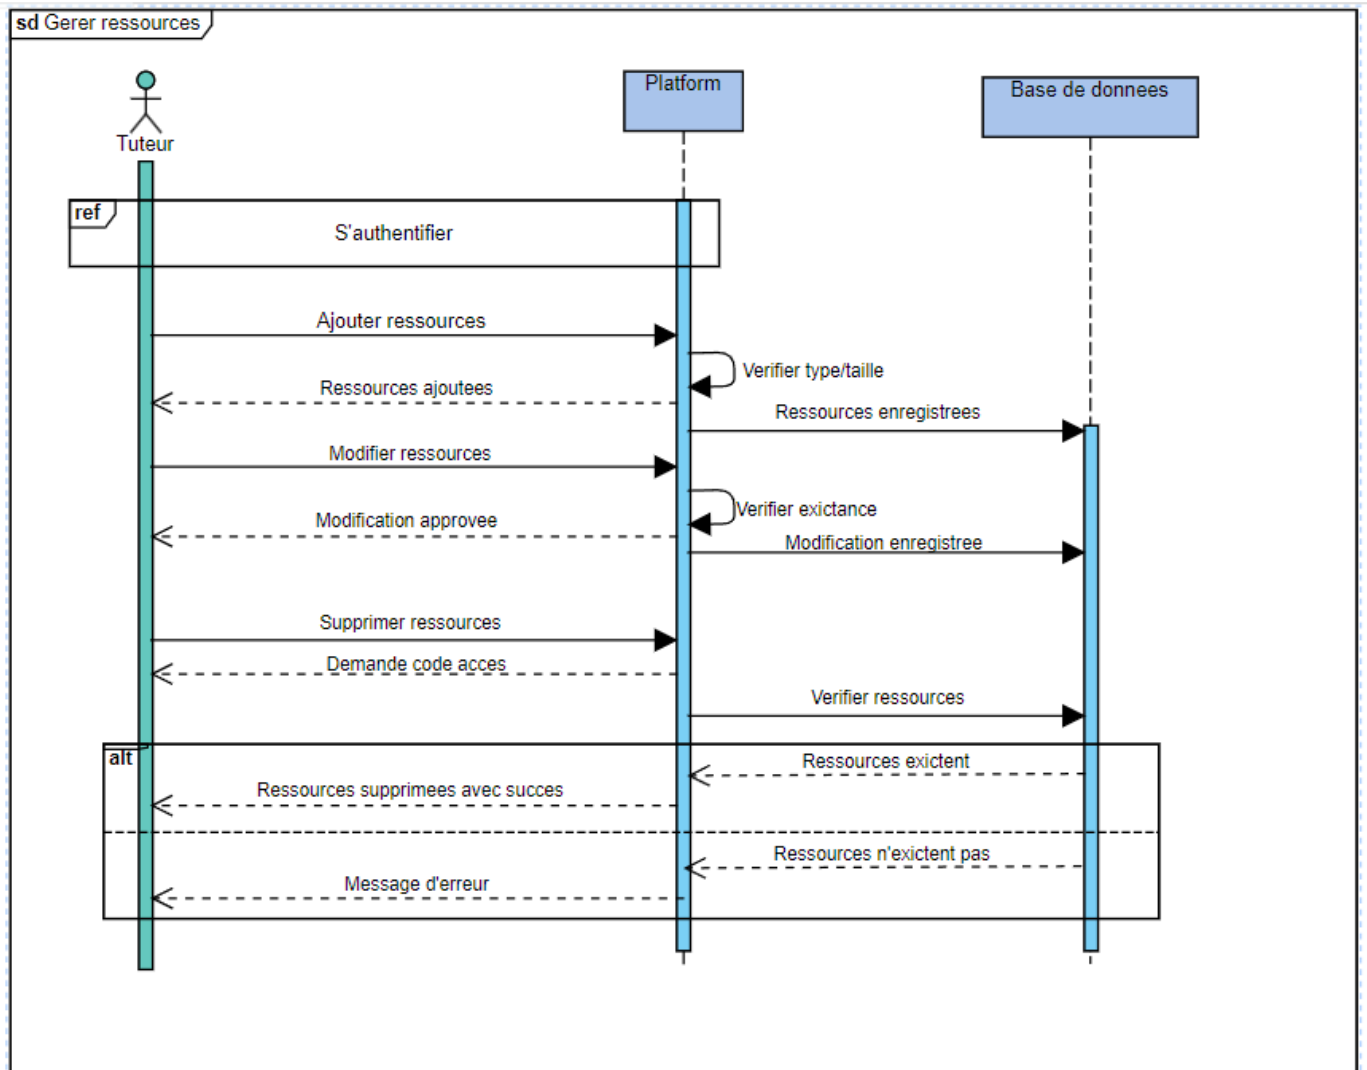 sd Gerer ressources
Tuteur
Platform
Base de donnees
ref
S'authentifier
Ajouter ressources
Verifier type/taille
Ressources ajoutees
Ressources enregistrees
Modifier ressources
Verifier exictance
Modification approvee
Modification enregistree
Supprimer ressources
Demande code acces
Verifier ressources
alt
Ressources exictent
Ressources supprimees avec succes
Ressources n'exictent pas
Message d'erreur